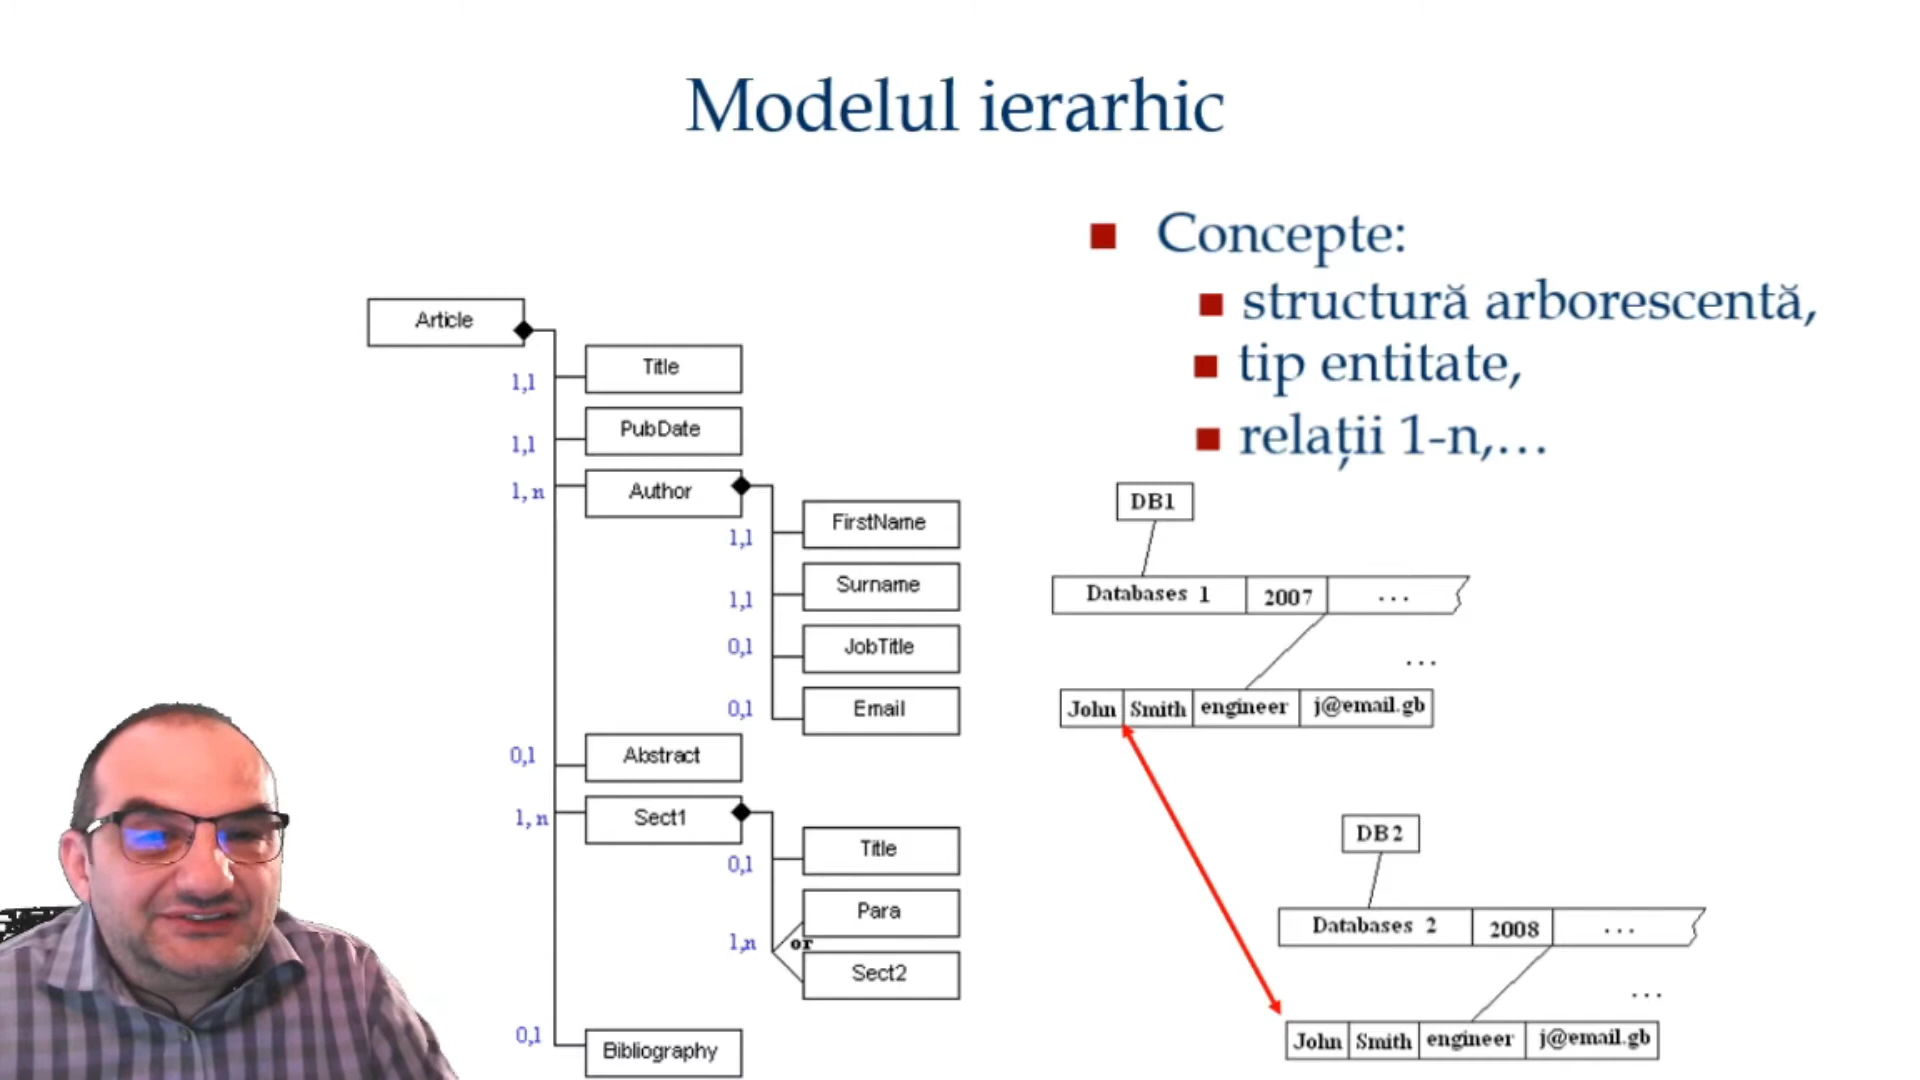 Modelul ierarhic
Article
1,1
Title
1,1
PubDate
1, n
Author
1,1
FirstName
1,1
Surname
0,1
JobTitle
0,1
Email
0,1
Abstract
1, n
Sect1
0,1
Title
1,n
or
Para
Sect2
0,1
Bibliography
Concepte:
structură arborescentă,
tip entitate,
relații 1-n,...
DB1
Databases 1 2007 ...
...
John Smith engineer j@email.gb
DB2
Databases 2 2008 ...
...
John Smith engineer j@email.gb